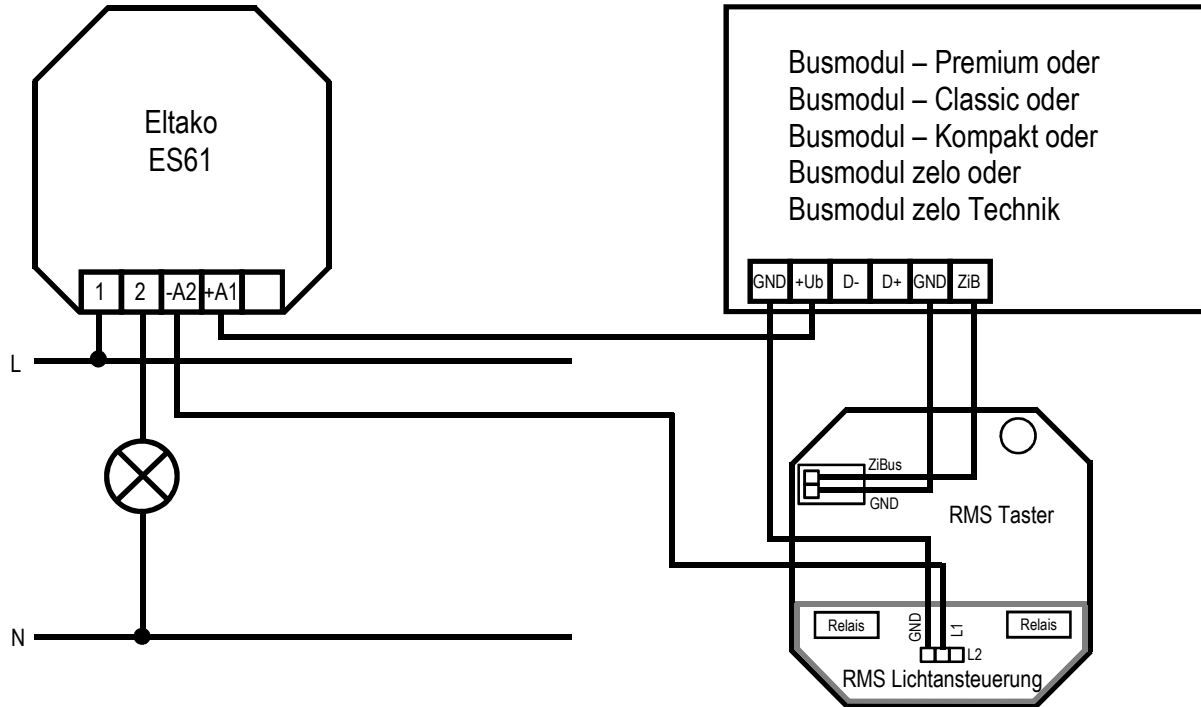 Eltako
ES61
1 2 -A2 +A1
Busmodul – Premium oder
Busmodul – Classic oder
Busmodul – Kompakt oder
Busmodul zelo oder
Busmodul zelo Technik
GND +Ub D- D+ GND ZiB
L
N
ZiBus
GND
RMS Taster
Relais
GND
L1
Relais
L2
RMS Lichtansteuerung